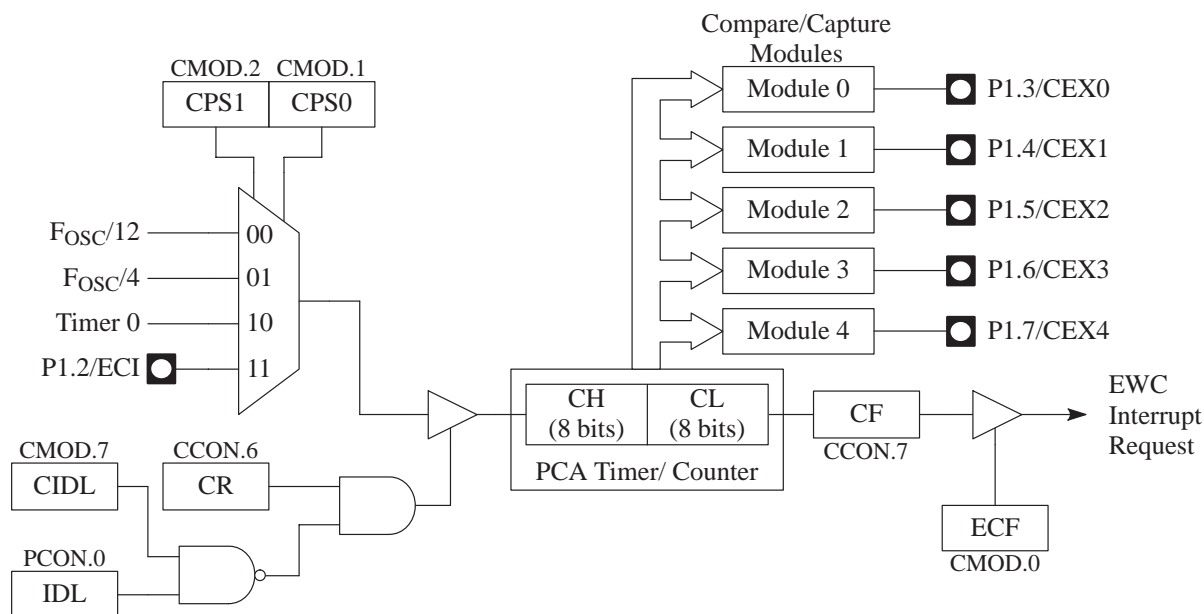 Compare/Capture
Modules
CMOD.2 CMOD.1
CPS1 CPS0
Module 0 P1.3/CEX0
Module 1 P1.4/CEX1
Module 2 P1.5/CEX2
Module 3 P1.6/CEX3
Module 4 P1.7/CEX4
FOSC/12 00
FOSC/4 01
Timer 0 10
P1.2/ECI 11
CH
(8 bits)
CL
(8 bits)
PCA Timer/ Counter
CF
CCON.7
EWC
Interrupt
Request
CMOD.7
CIDL
CCON.6
CR
PCON.0
IDL
ECF
CMOD.0